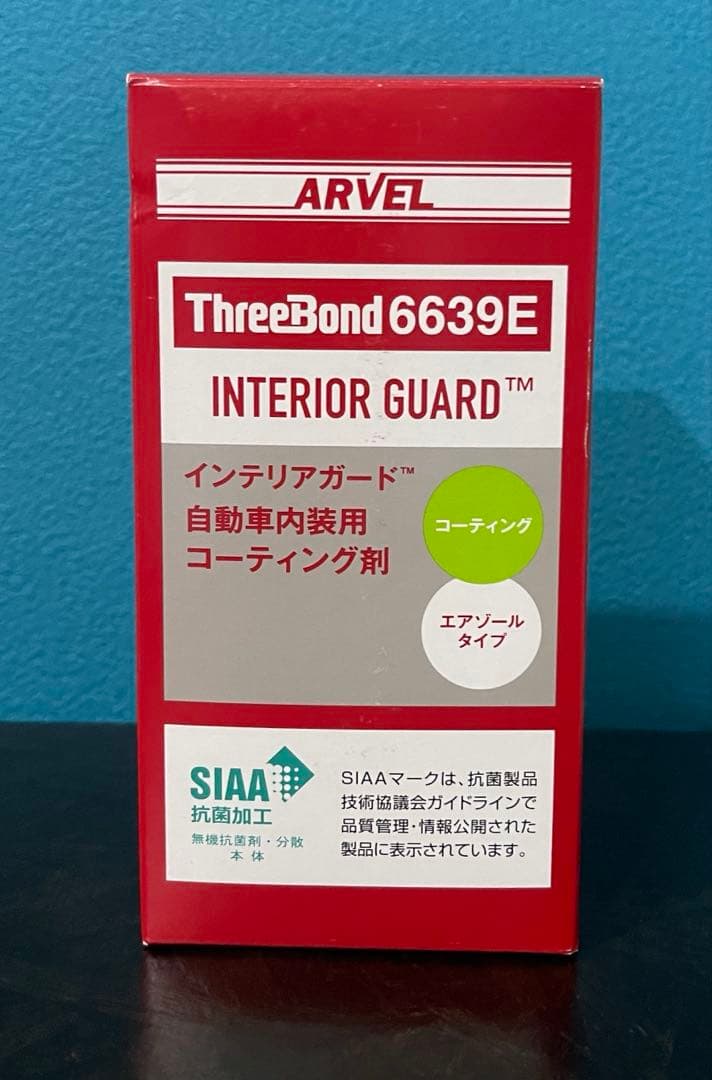 ARVEL
ThreeBond 6639E
INTERIOR GUARD™
インテリアガード™
自動車内装用
コーティング剤
コーティング
エアゾール
タイプ
SIAA
抗菌加工
無機抗菌剤・分散
本体
SIAAマークは、抗菌製品
技術協議会ガイドラインで
品質管理・情報公開された
製品に表示されています。